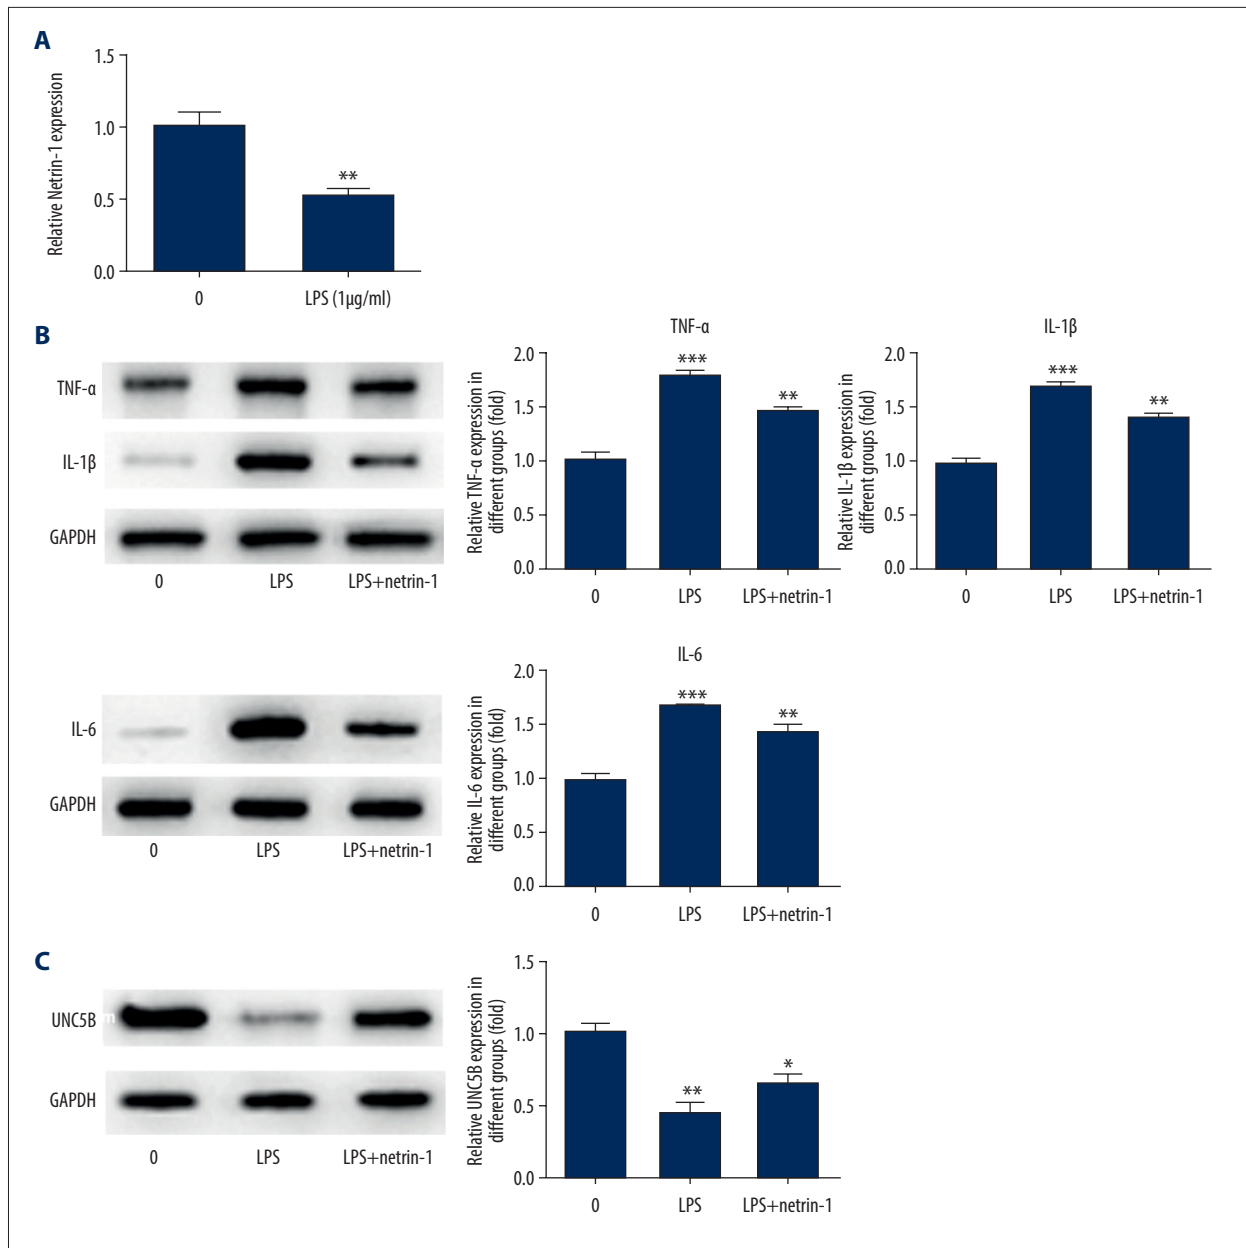 A
1.5
1.0
0.5
0.0
Relative Netrin-1 expression
**
0
LPS (1µg/ml)
B
TNF-α
IL-1β
GAPDH
0
LPS
LPS+netrin-1
TNF-α
2.0
1.5
1.0
0.5
0.0
Relative TNF-α expression in
different groups (fold)
***
**
0
LPS
LPS+netrin-1
IL-1β
2.0
1.5
1.0
0.5
0.0
Relative IL-1β expression in
different groups (fold)
***
**
0
LPS
LPS+netrin-1
IL-6
GAPDH
0
LPS
LPS+netrin-1
IL-6
2.0
1.5
1.0
0.5
0.0
Relative IL-6 expression in
different groups (fold)
***
**
0
LPS
LPS+netrin-1
C
UNC5B
GAPDH
0
LPS
LPS+netrin-1
1.5
1.0
0.5
0.0
Relative UNC5B expression in
different groups (fold)
**
*
0
LPS
LPS+netrin-1